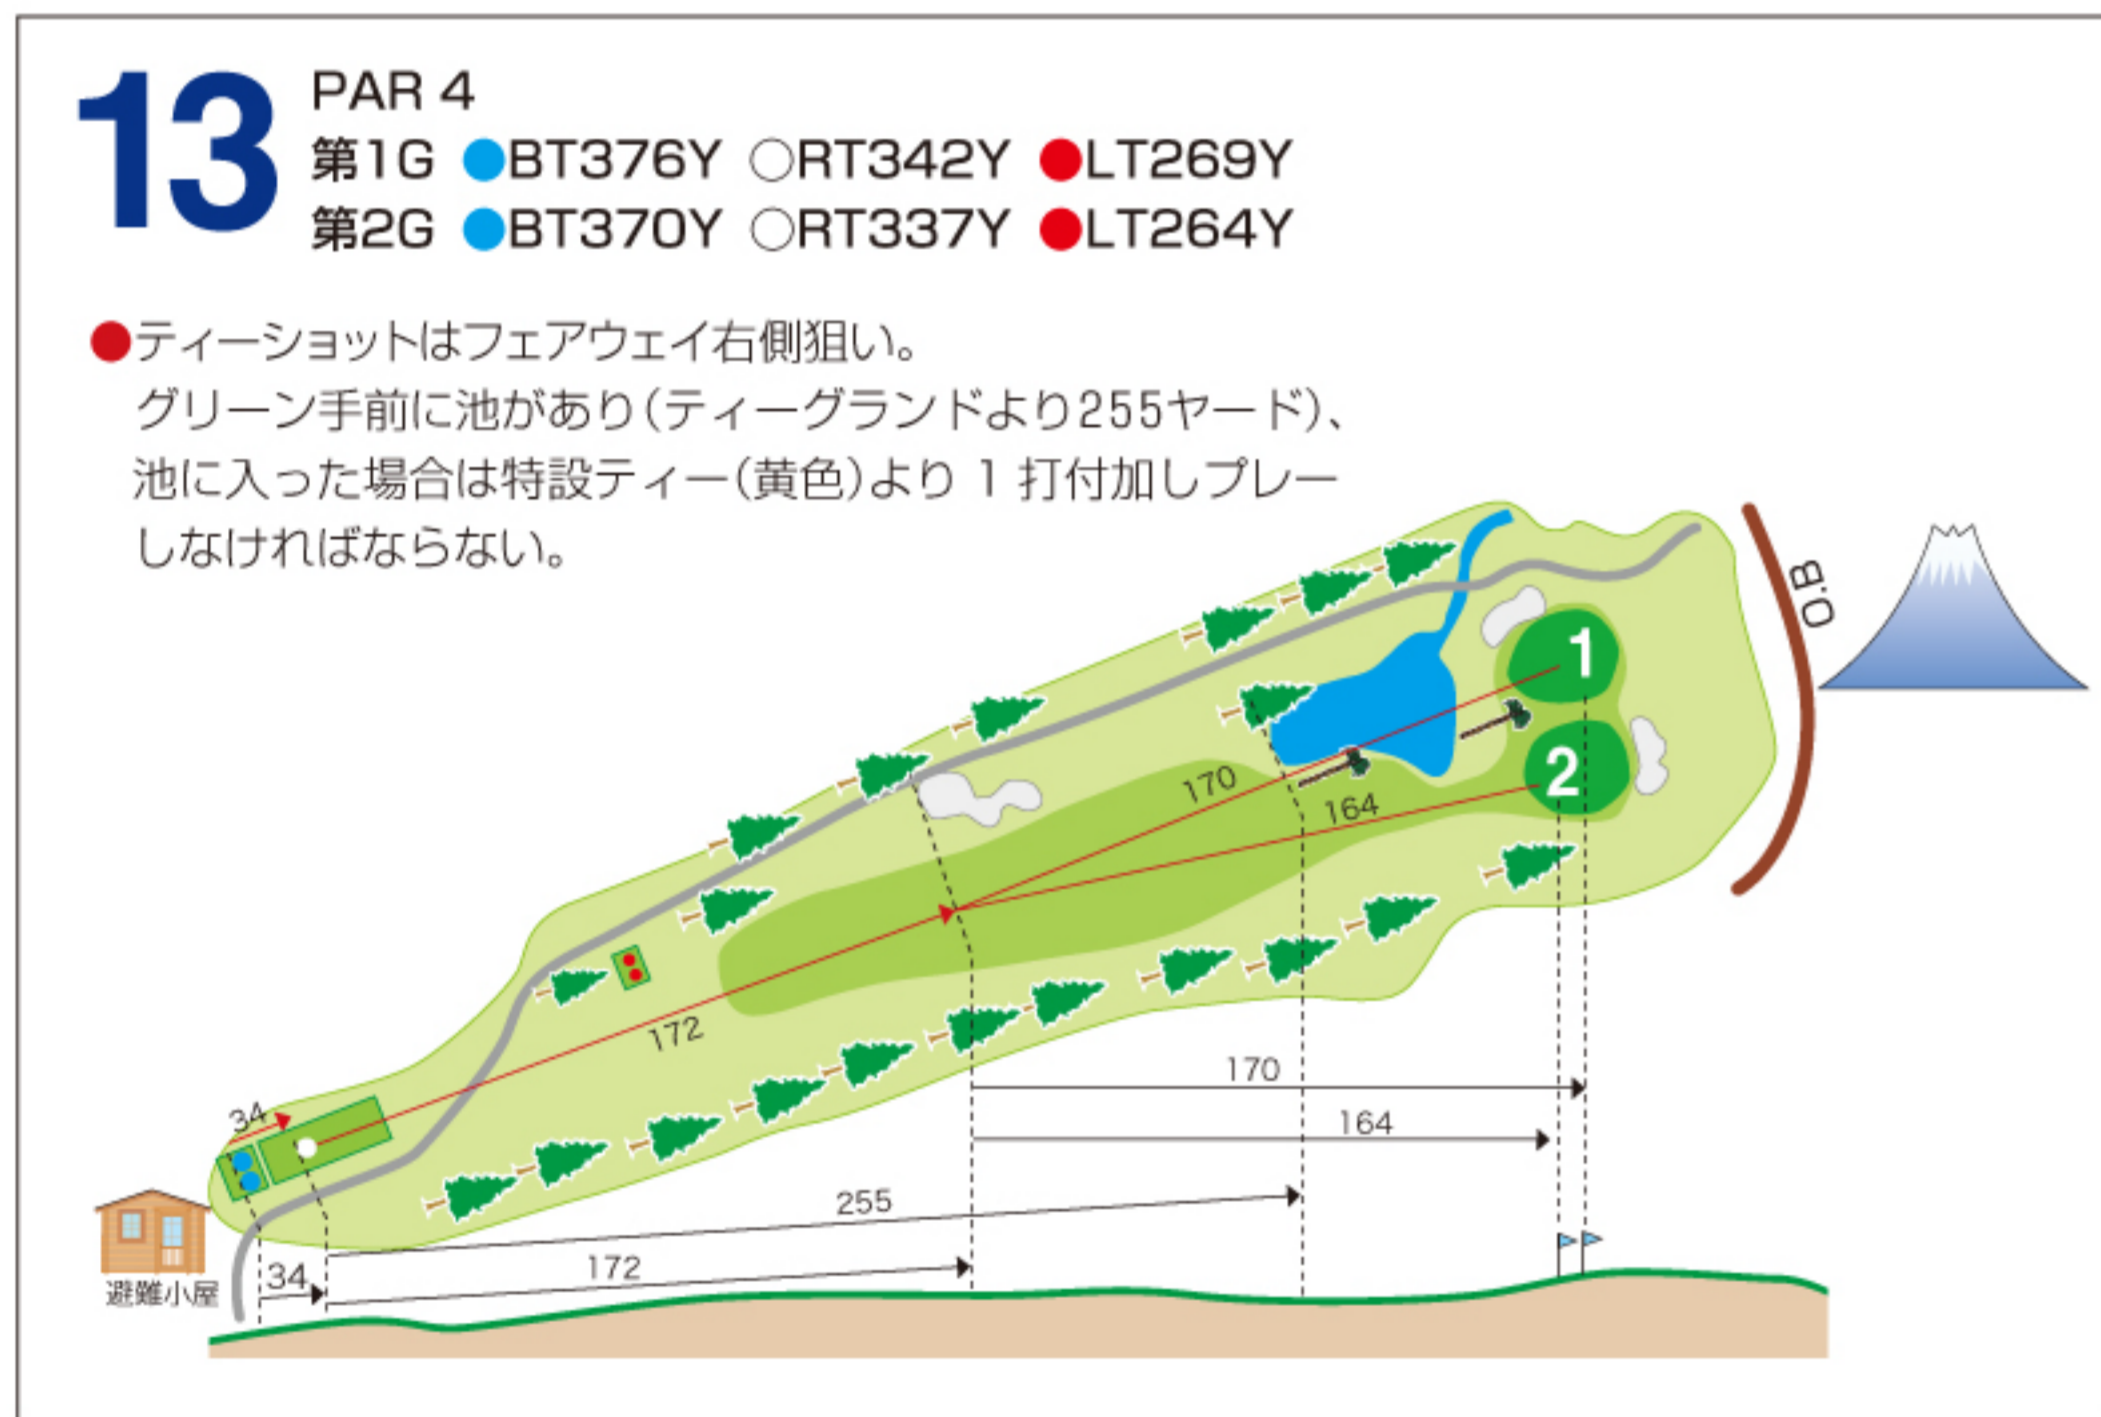 13
PAR 4
第1G ●BT376Y ○RT342Y ●LT269Y
第2G ●BT370Y ○RT337Y ●LT264Y
●ティーショットはフェアウェイ右側狙い。
グリーン手前に池があり(ティーグランドより255ヤード)、
池に入った場合は特設ティー(黄色)より1打付加しプレー
しなければならない。
O.B
1
2
170
164
172
34
170
164
255
172
34
避難小屋